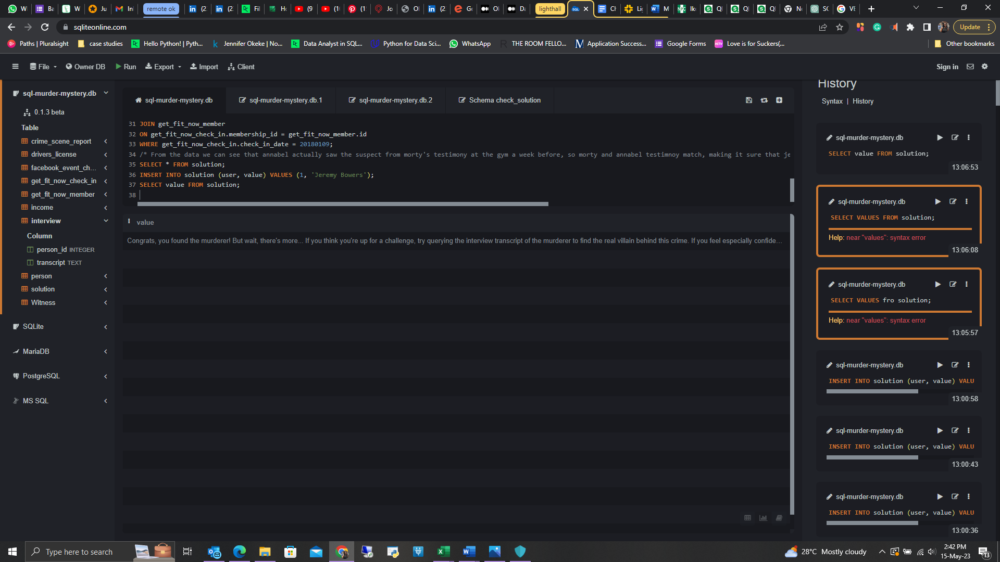 W
Ba
W
Ju
In
remote ok
(2
(2
Fil
Ho
(9
(1
(1
Jo
Ol
(2
Ge
Ol
Da
lighthall
Ch
Lig
M
Ik
Q
Q
Q
Ne
SC
VE
sqliteonline.com
Update
Paths | Pluralsight
case studies
Hello Python! | Pyth...
Jennifer Okeke | No...
Data Analyst in SQL...
Python for Data Sci...
WhatsApp
THE ROOM FELLO...
Application Success...
Google Forms
Love is for Suckers(...
Other bookmarks
File
Owner DB
Run
Export
Import
Client
Sign in
sql-murder-mystery.db
0.1.3 beta
Table
crime_scene_report
drivers_license
facebook_event_ch...
get_fit_now_check_in
get_fit_now_member
income
interview
Column
person_id INTEGER
transcript TEXT
person
solution
Witness
SQLite
MariaDB
PostgreSQL
MS SQL
sql-murder-mystery.db
sql-murder-mystery.db.1
sql-murder-mystery.db.2
Schema check_solution
31 JOIN get_fit_now_member
32 ON get_fit_now_check_in.membership_id = get_fit_now_member.id
33 WHERE get_fit_now_check_in.check_in_date = 20180109;
34 /* From the data we can see that annabel actually saw the suspect from morty's testimony at the gym a week before, so morty and annabel testimnoy match, making it sure that je
35 SELECT * FROM solution;
36 INSERT INTO solution (user, value) VALUES (1, 'Jeremy Bowers');
37 SELECT value FROM solution;
38
value
Congrats, you found the murderer! But wait, there's more... If you think you're up for a challenge, try querying the interview transcript of the murderer to find the real villain behind this crime. If you feel especially confide...
History
Syntax | History
sql-murder-mystery.db
SELECT value FROM solution;
13:06:53
sql-murder-mystery.db
SELECT VALUES FROM solution;
Help: near "values": syntax error
13:06:08
sql-murder-mystery.db
SELECT VALUES fro solution;
Help: near "values": syntax error
13:05:57
sql-murder-mystery.db
INSERT INTO solution (user, value) VALU
13:00:58
sql-murder-mystery.db
INSERT INTO solution (user, value) VALU
13:00:43
sql-murder-mystery.db
INSERT INTO solution (user, value) VALU
13:00:36
Type here to search
28°C Mostly cloudy
2:42 PM
15-May-23
13